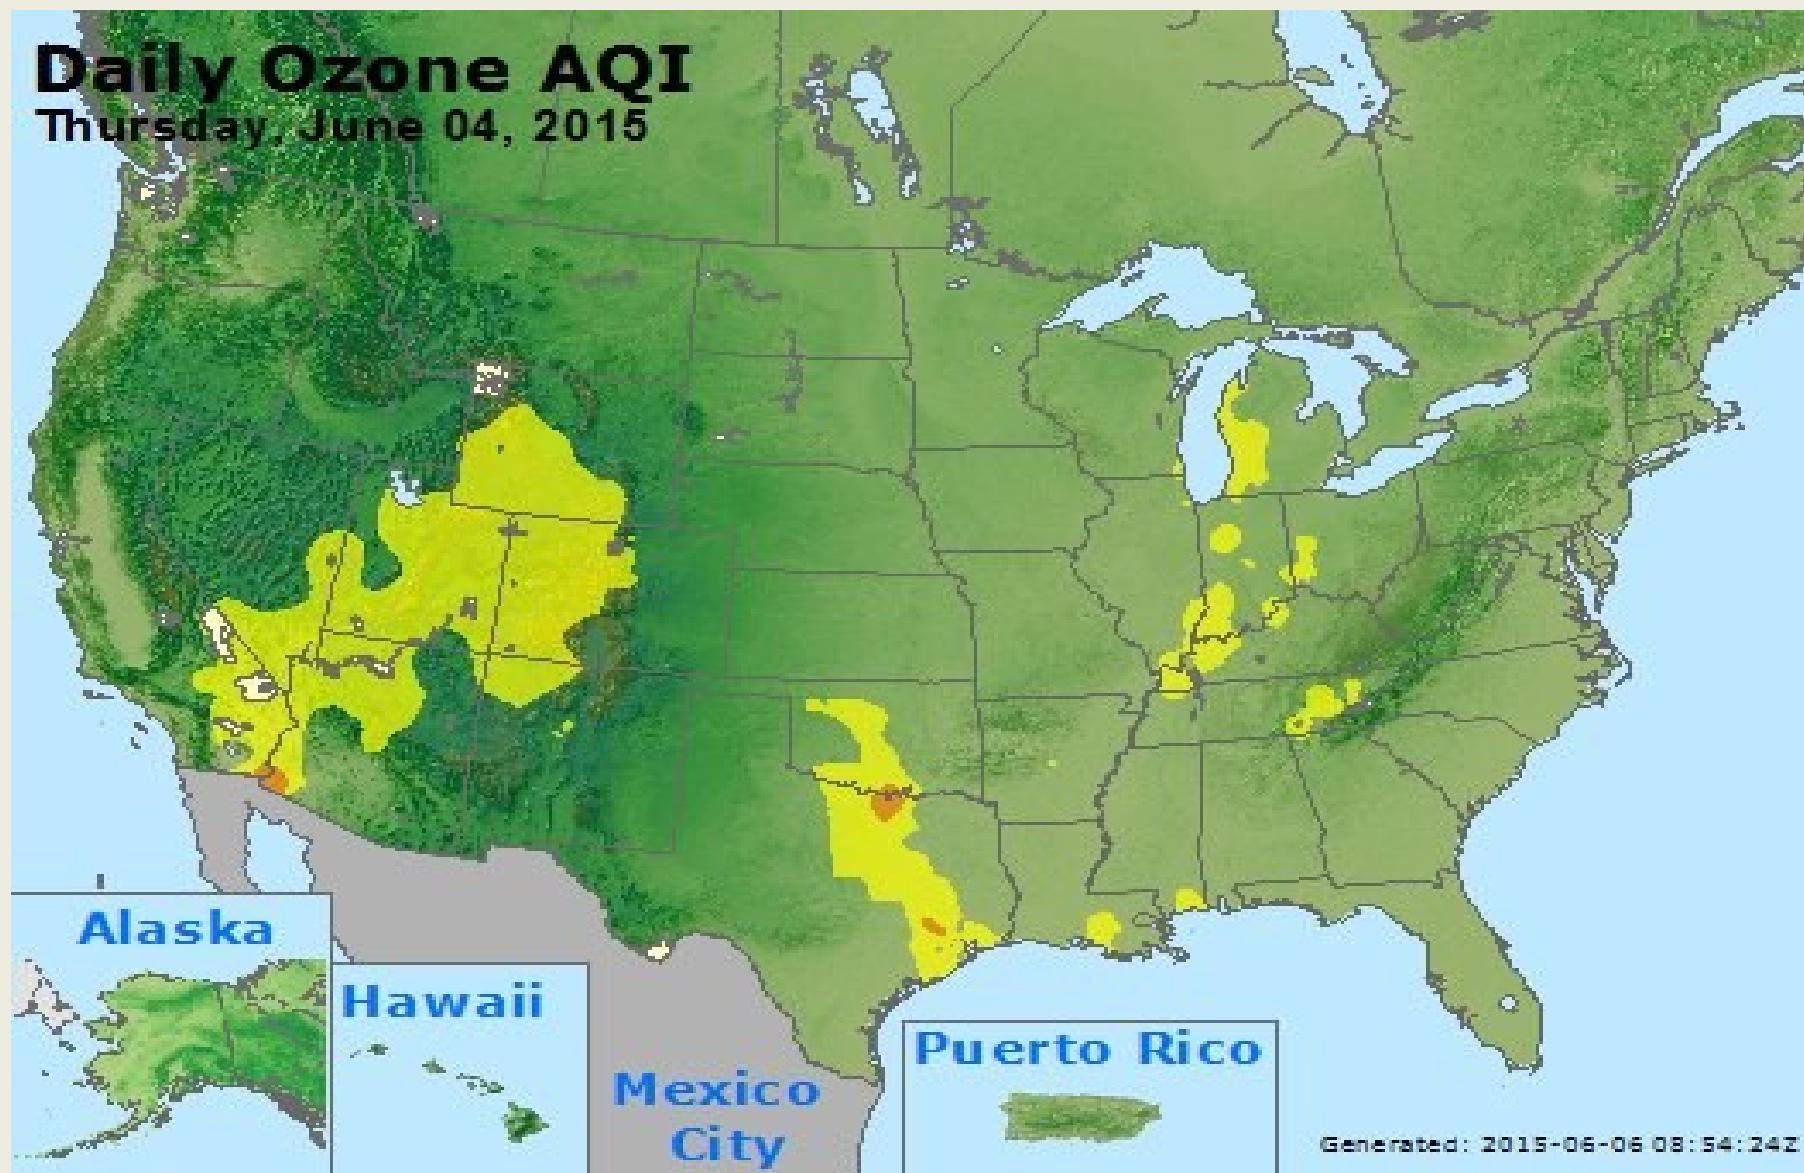 Daily Ozone AQI
Thursday, June 04, 2015
Alaska
Hawaii
Mexico
City
Puerto Rico
Generated: 2015-06-06 08:54:24Z